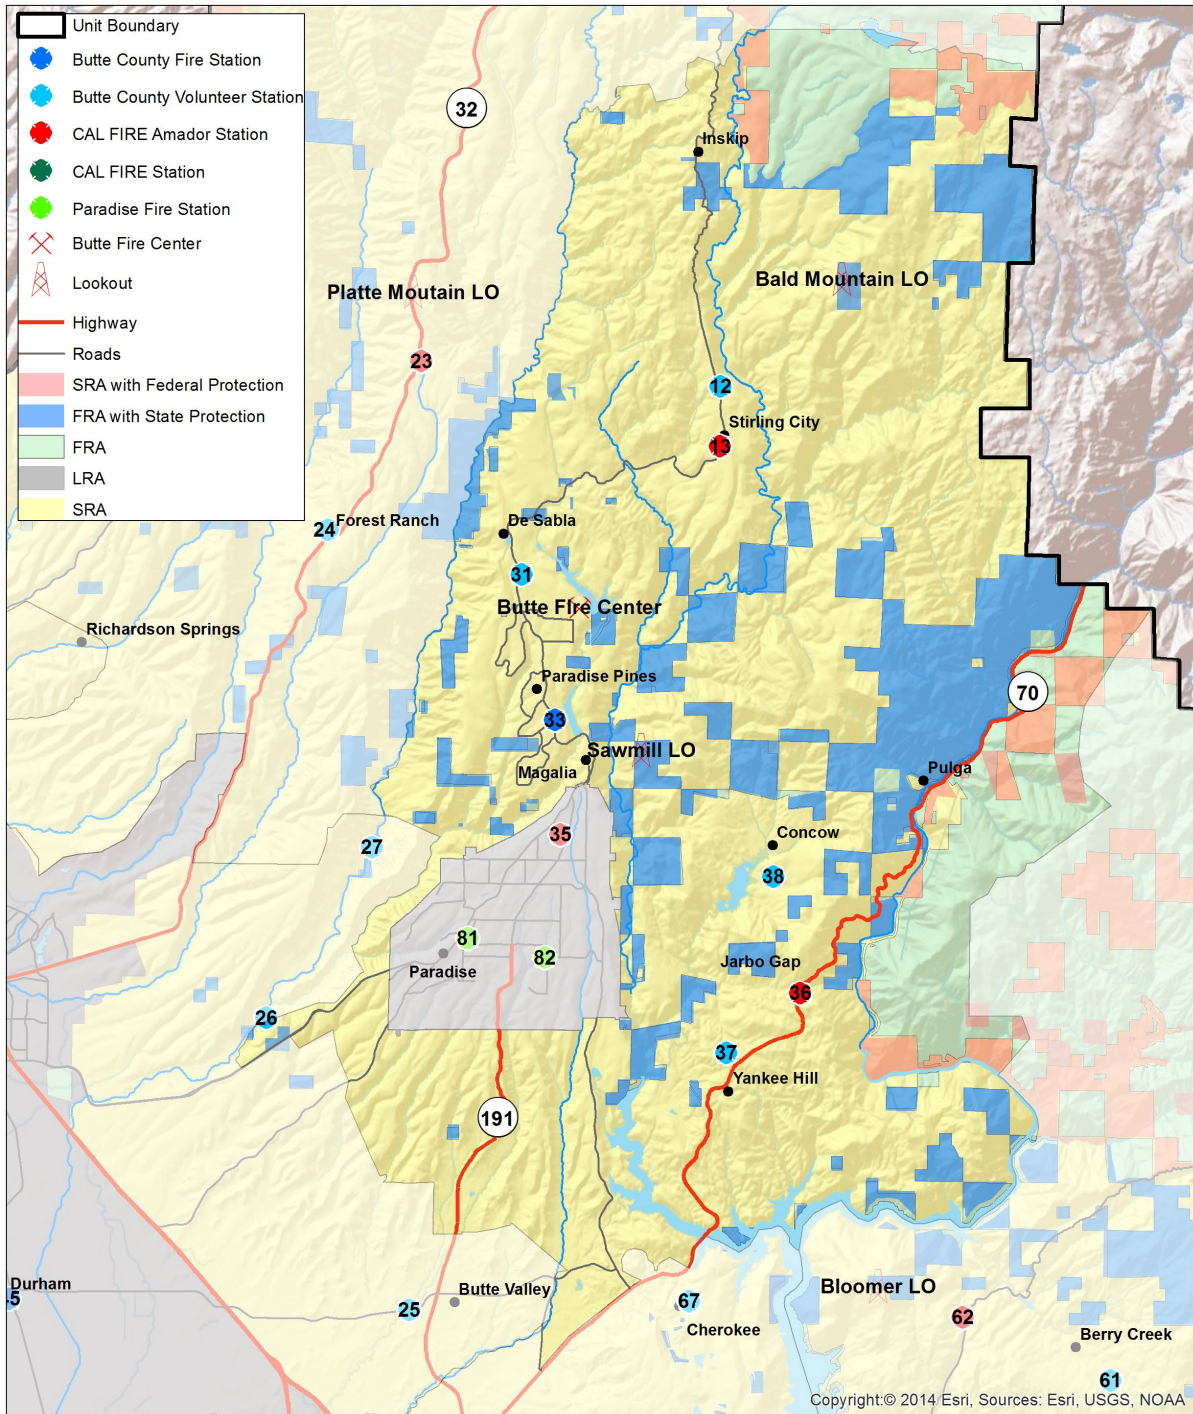 Unit Boundary
Butte County Fire Station
Butte County Volunteer Station
CAL FIRE Amador Station
CAL FIRE Station
Paradise Fire Station
Butte Fire Center
Lookout
Highway
Roads
SRA with Federal Protection
FRA with State Protection
FRA
LRA
SRA
32
Inskip
Bald Mountain LO
Platte Moutain LO
23
12
Stirling City
13
24
Forest Ranch
De Sabla
31
Butte FIre Center
Richardson Springs
Paradise Pines
70
33
Sawmill LO
Magalia
Pulga
35
Concow
27
38
81
82
Paradise
Jarbo Gap
36
26
37
Yankee Hill
191
Durham
45
Butte Valley
25
67
Cherokee
Bloomer LO
62
Berry Creek
61
Copyright:© 2014 Esri, Sources: Esri, USGS, NOAA